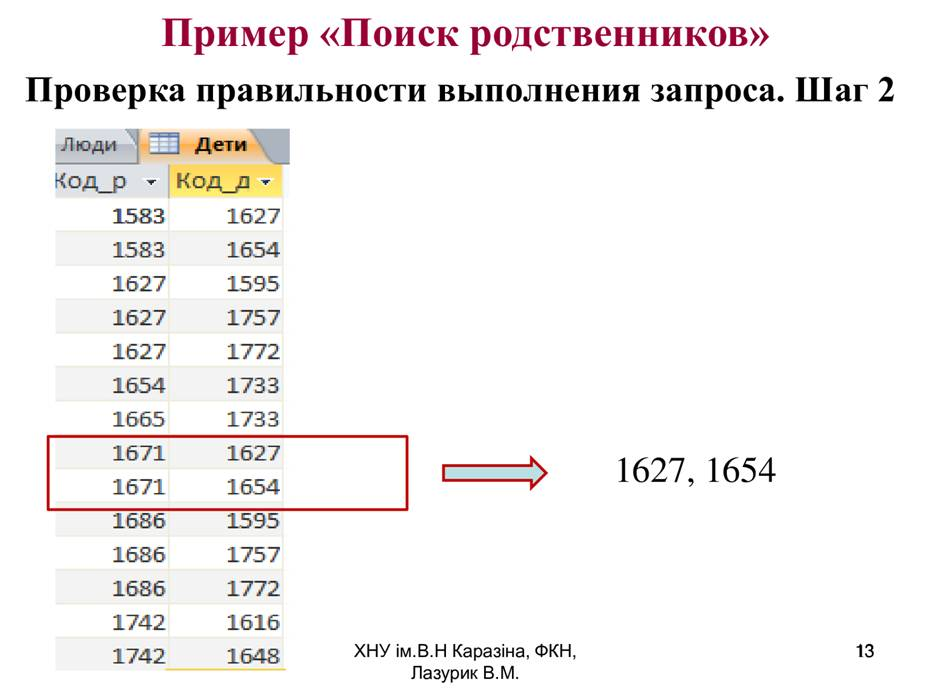 Пример «Поиск родственников»
Проверка правильности выполнения запроса. Шаг 2
Люди Дети
Код_р Код_д
1583 1627
1583 1654
1627 1595
1627 1757
1627 1772
1654 1733
1665 1733
1671 1627
1671 1654
1627, 1654
1686 1595
1686 1757
1686 1772
1742 1616
1742 1648
ХНУ ім.В.Н Каразіна, ФКН,
Лазурик В.М.
13